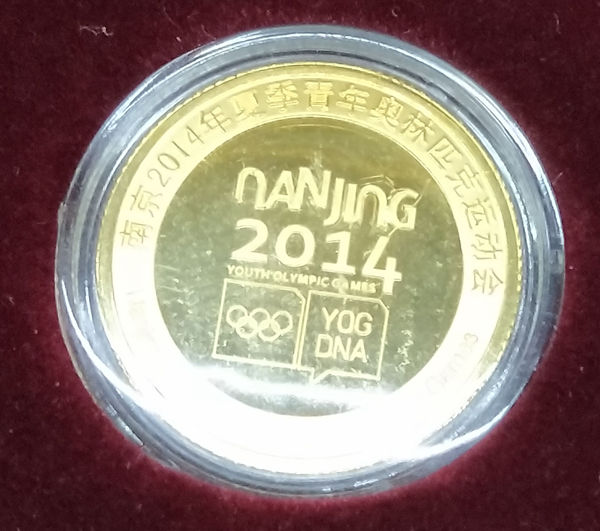 南京2014年夏季青年奥林匹克运动会
NANJING
2014
YOUTH OLYMPIC GAMES
YOG
DNA